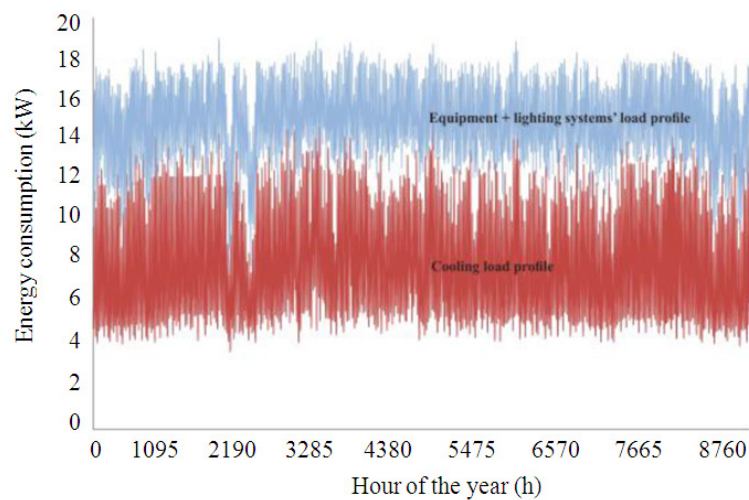 20
18
16
14
12
10
8
6
4
2
0
Energy consumption (kW)
Equipment + lighting systems' load profile
Cooling load profile
0 1095 2190 3285 4380 5475 6570 7665 8760
Hour of the year (h)